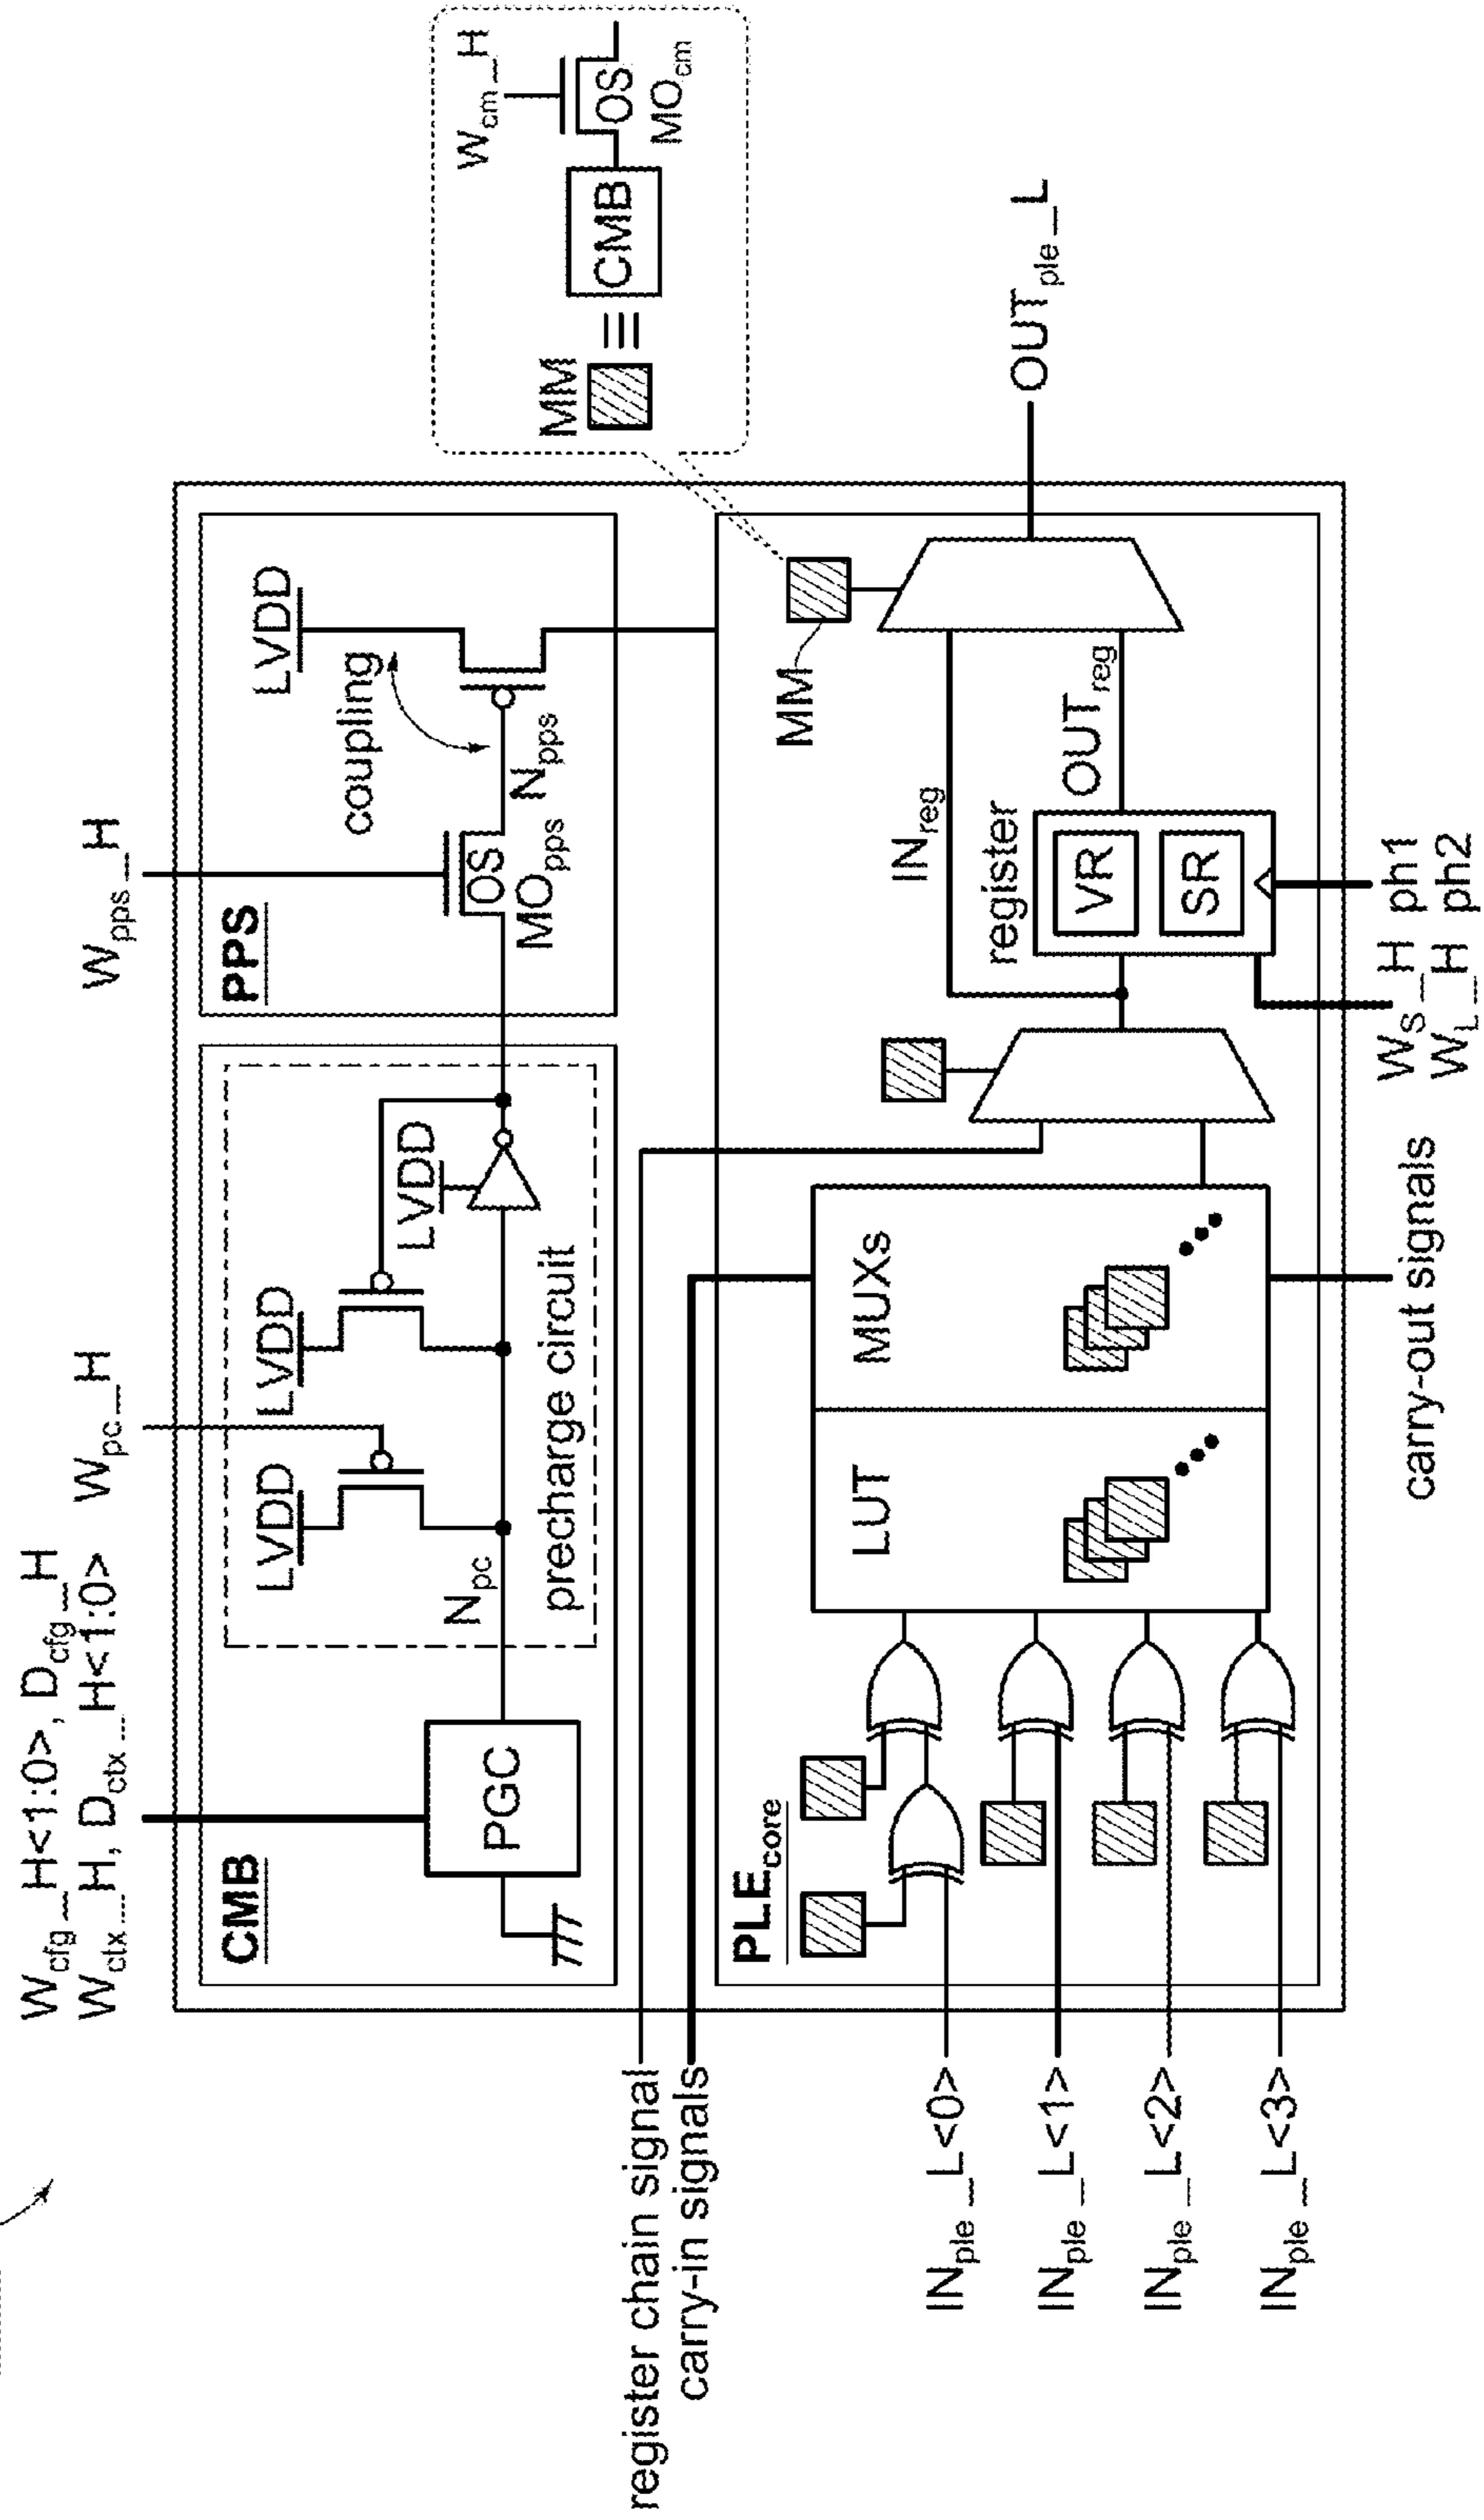 W_cfg_H<1:0>, D_cfg_H
W_ctx_H, D_ctx_H<1:0>
W_pc_H
W_pps_H
CMB
PGC
N_pc
LVDD
LVDD
LVDD
precharge circuit
PPS
LVDD
coupling
OS
MO_pps
N_pps
MM
≡
CMB
W_cm_H
OS
MO_cm
register chain signal
carry-in signals
PLE_core
LUT
MUXs
IN_reg
register
VR
SR
OUT_reg
MM
OUT_ple_L
IN_ple_L<0>
IN_ple_L<1>
IN_ple_L<2>
IN_ple_L<3>
carry-out signals
W_S_H ph1
W_L_H ph2